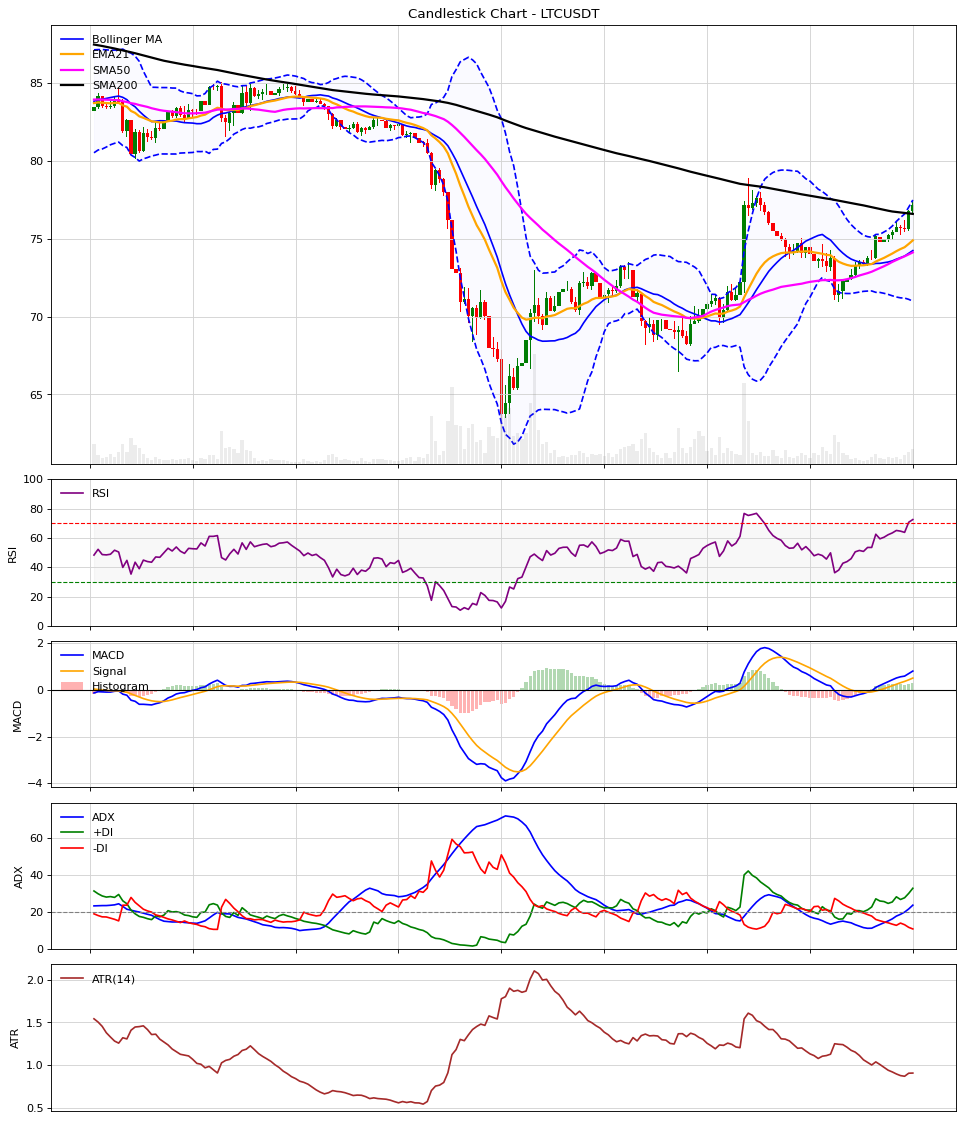 Candlestick Chart - LTCUSDT
Bollinger MA
EMA21
SMA50
SMA200
85
80
75
70
65
RSI
100
80
60
40
20
0
RSI
MACD
Signal
Histogram
2
0
−2
−4
MACD
ADX
+DI
-DI
60
40
20
0
ADX
ATR(14)
2.0
1.5
1.0
0.5
ATR